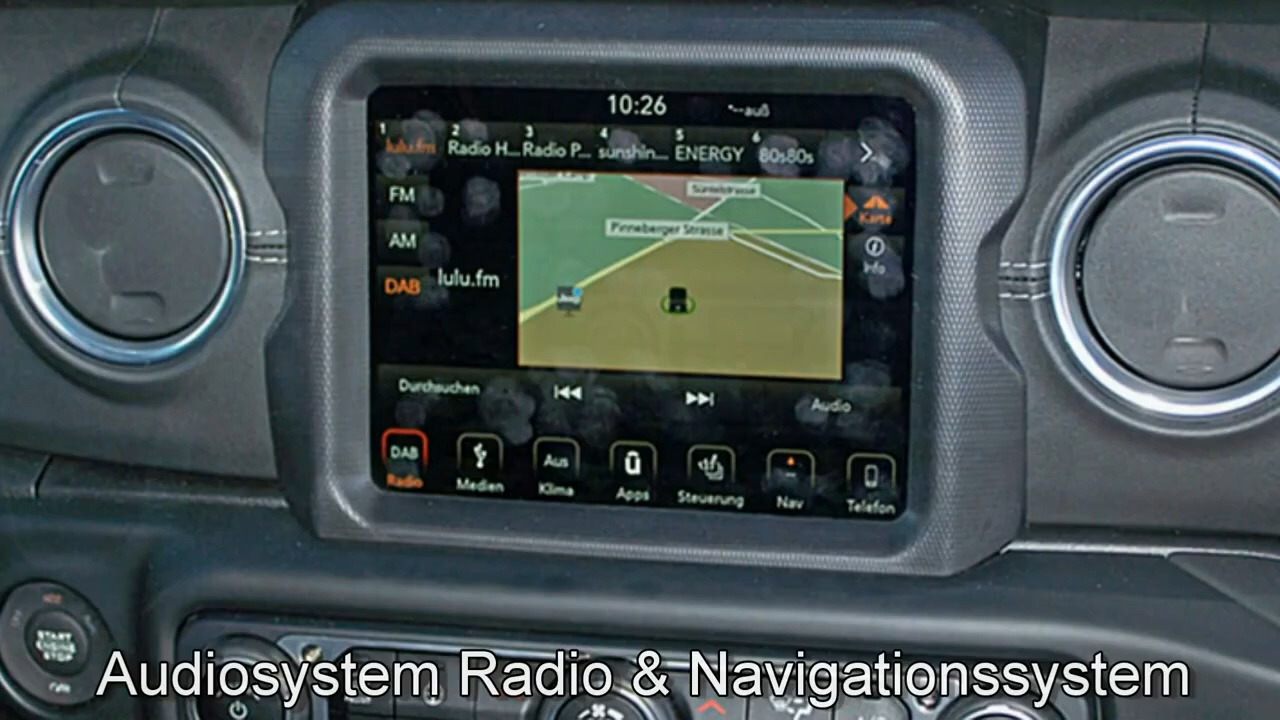 10:26
--auß
1 lulu.fm 2 Radio H... 3 Radio P... 4 sunshin... 5 ENERGY 6 80s80s
FM
AM
DAB
lulu.fm
Pinneberger Strasse
Karte
Info
Durchsuchen
Audio
DAB
Aus
Radio
Medien
Klima
Apps
Steuerung
Nav
Telefon
START
ENGINE
STOP
RUN
Audiosystem Radio & Navigationssystem